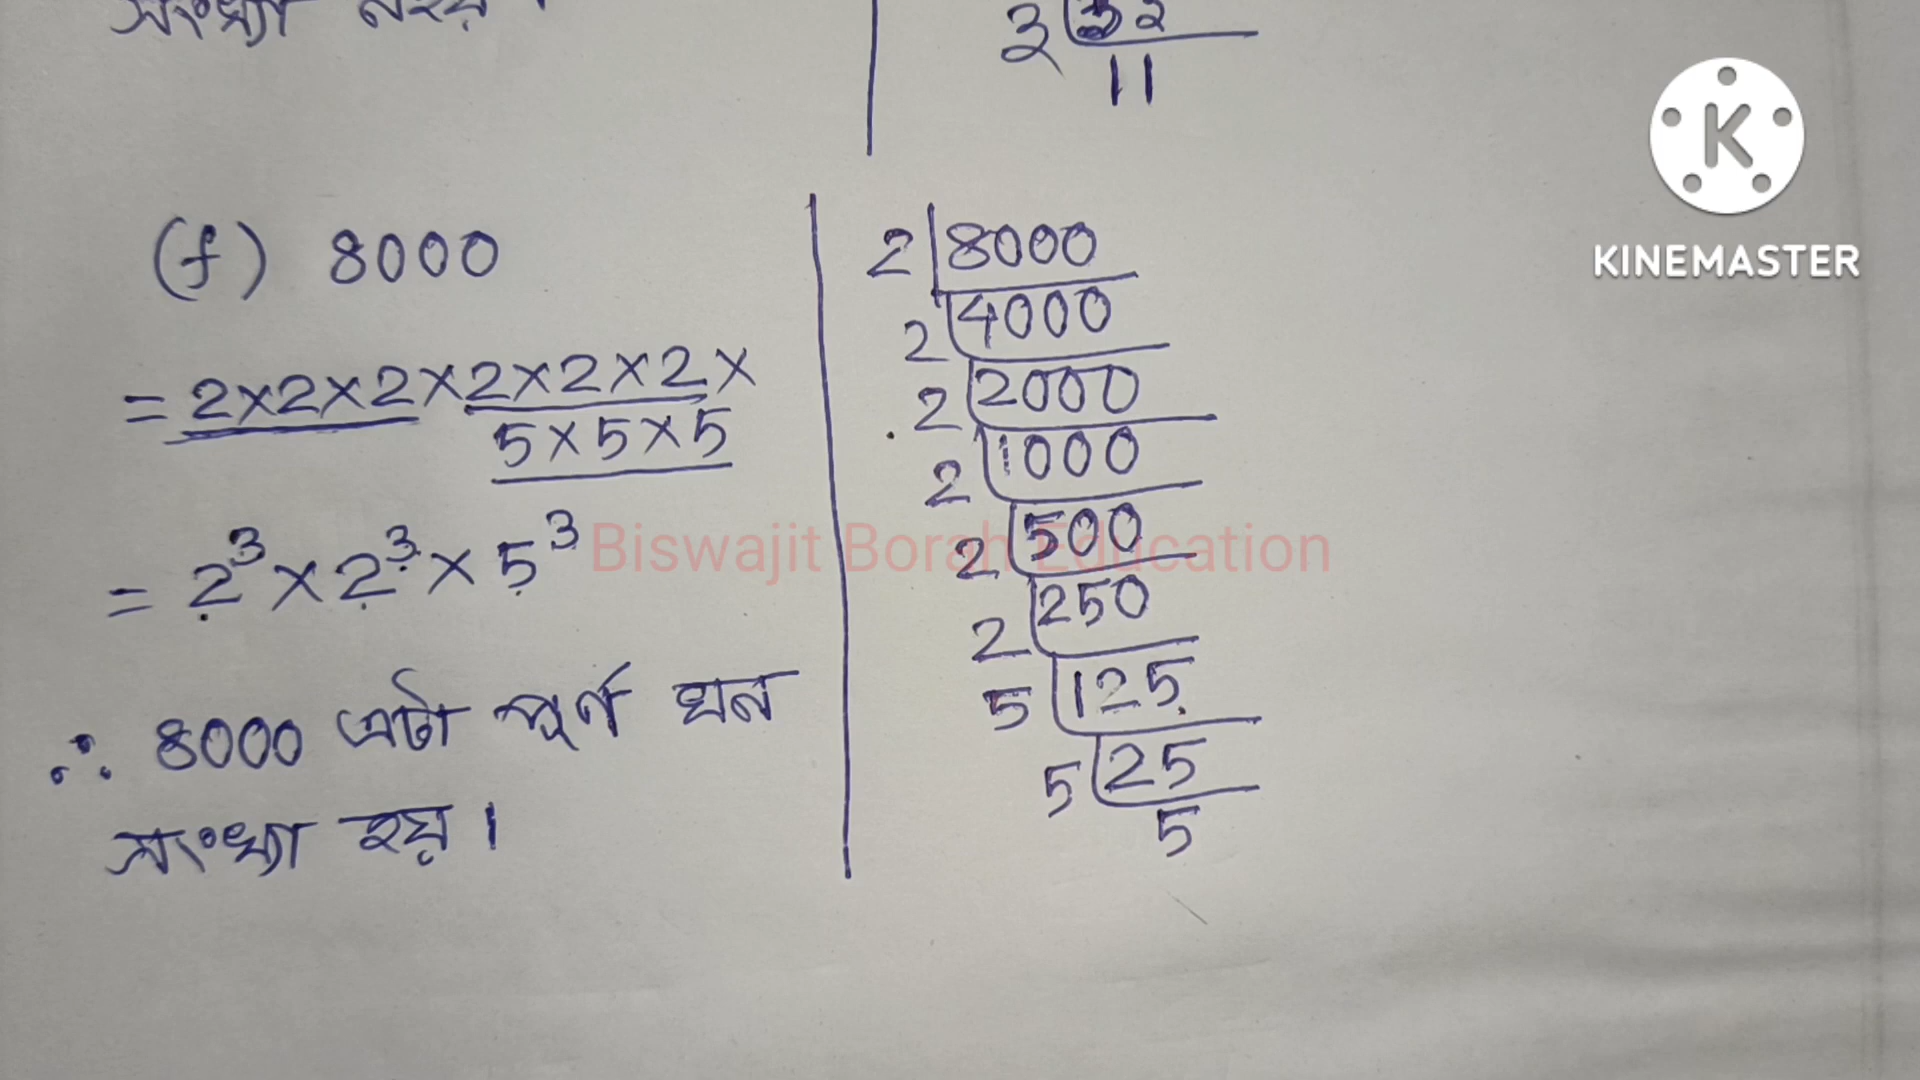 সংখ্যা নহয়।
3 33
11
(f) 8000
= 2×2×2×2×2×2×
5×5×5
= 2³×2³×5³
∴ 8000 এটা পূৰ্ণ ঘন
সংখ্যা হয়।
2 8000
2 4000
2 2000
2 1000
2 500
2 250
5 125
5 25
5
Biswajit Borah Education
K
KINEMASTER